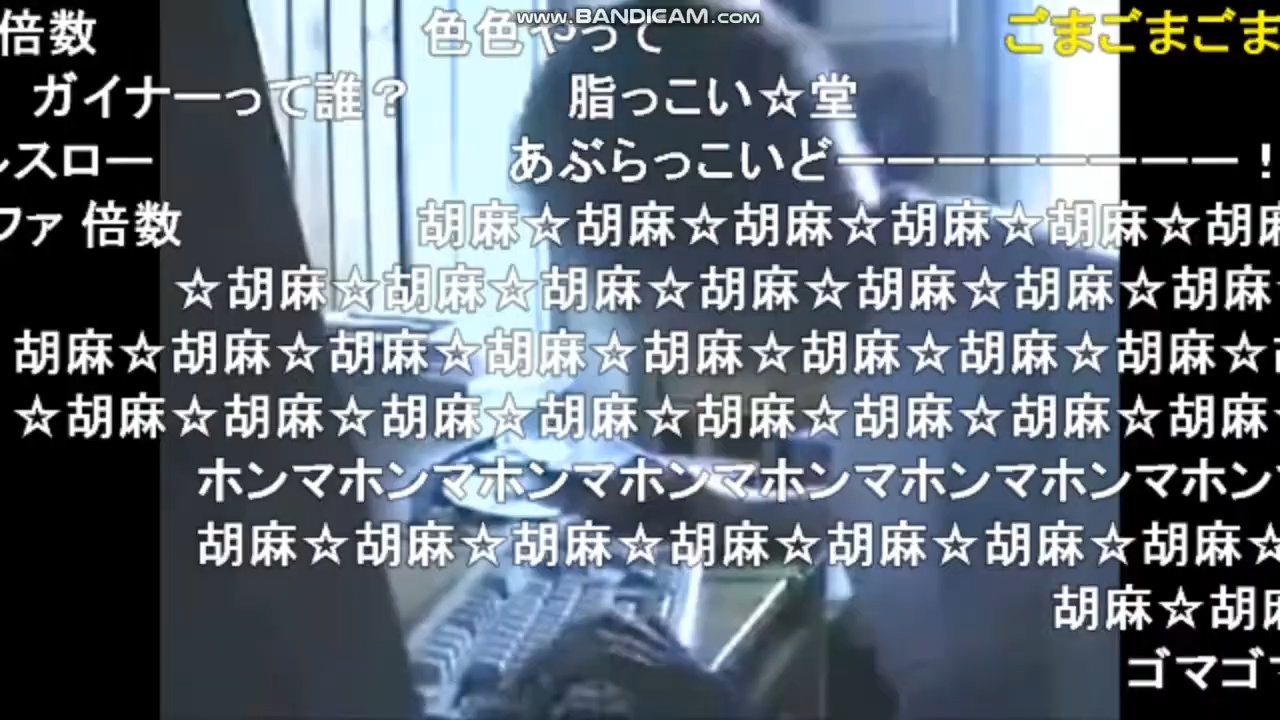 www.BANDICAM.com
倍数 色色やって ごまごまごま
ガイナーって誰？ 脂っこい☆堂
ルスロー あぶらっこいどーーーーーーーー！
ファ 倍数 胡麻☆胡麻☆胡麻☆胡麻☆胡麻☆胡麻
☆胡麻☆胡麻☆胡麻☆胡麻☆胡麻☆胡麻☆胡麻
胡麻☆胡麻☆胡麻☆胡麻☆胡麻☆胡麻☆胡麻☆胡麻☆
☆胡麻☆胡麻☆胡麻☆胡麻☆胡麻☆胡麻☆胡麻☆胡麻☆
ホンマホンマホンマホンマホンマホンマホンマホン
胡麻☆胡麻☆胡麻☆胡麻☆胡麻☆胡麻☆胡麻☆
胡麻☆胡麻
ゴマゴマ